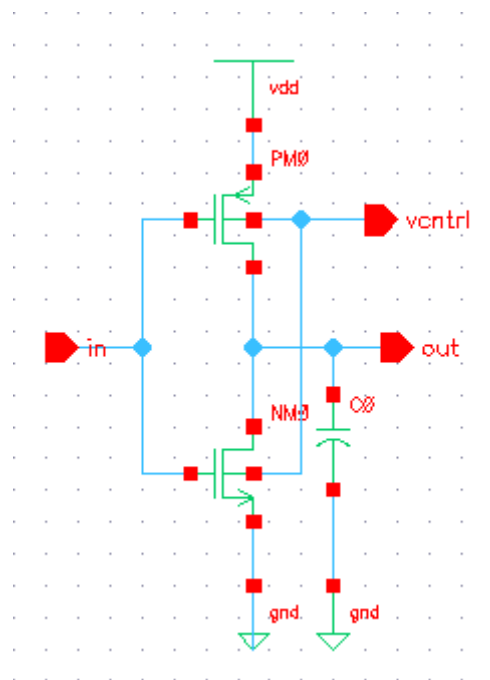 vdd
PM0
vcntrl
in
out
NM0
C0
gnd
gnd